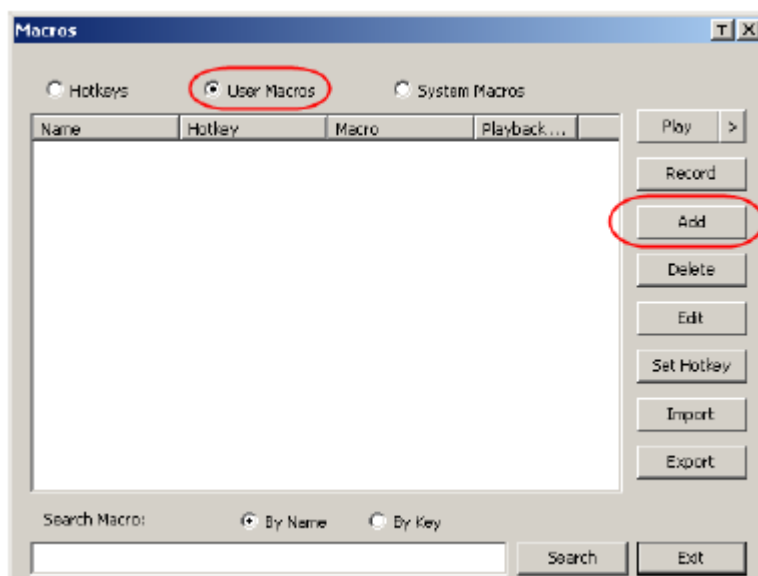 Macros
T X
Hotkeys User Macros System Macros
Name Hotkey Macro Playback...
Play >
Record
Add
Delete
Edit
Set Hotkey
Import
Export
Search Macro: By Name By Key
Search Exit